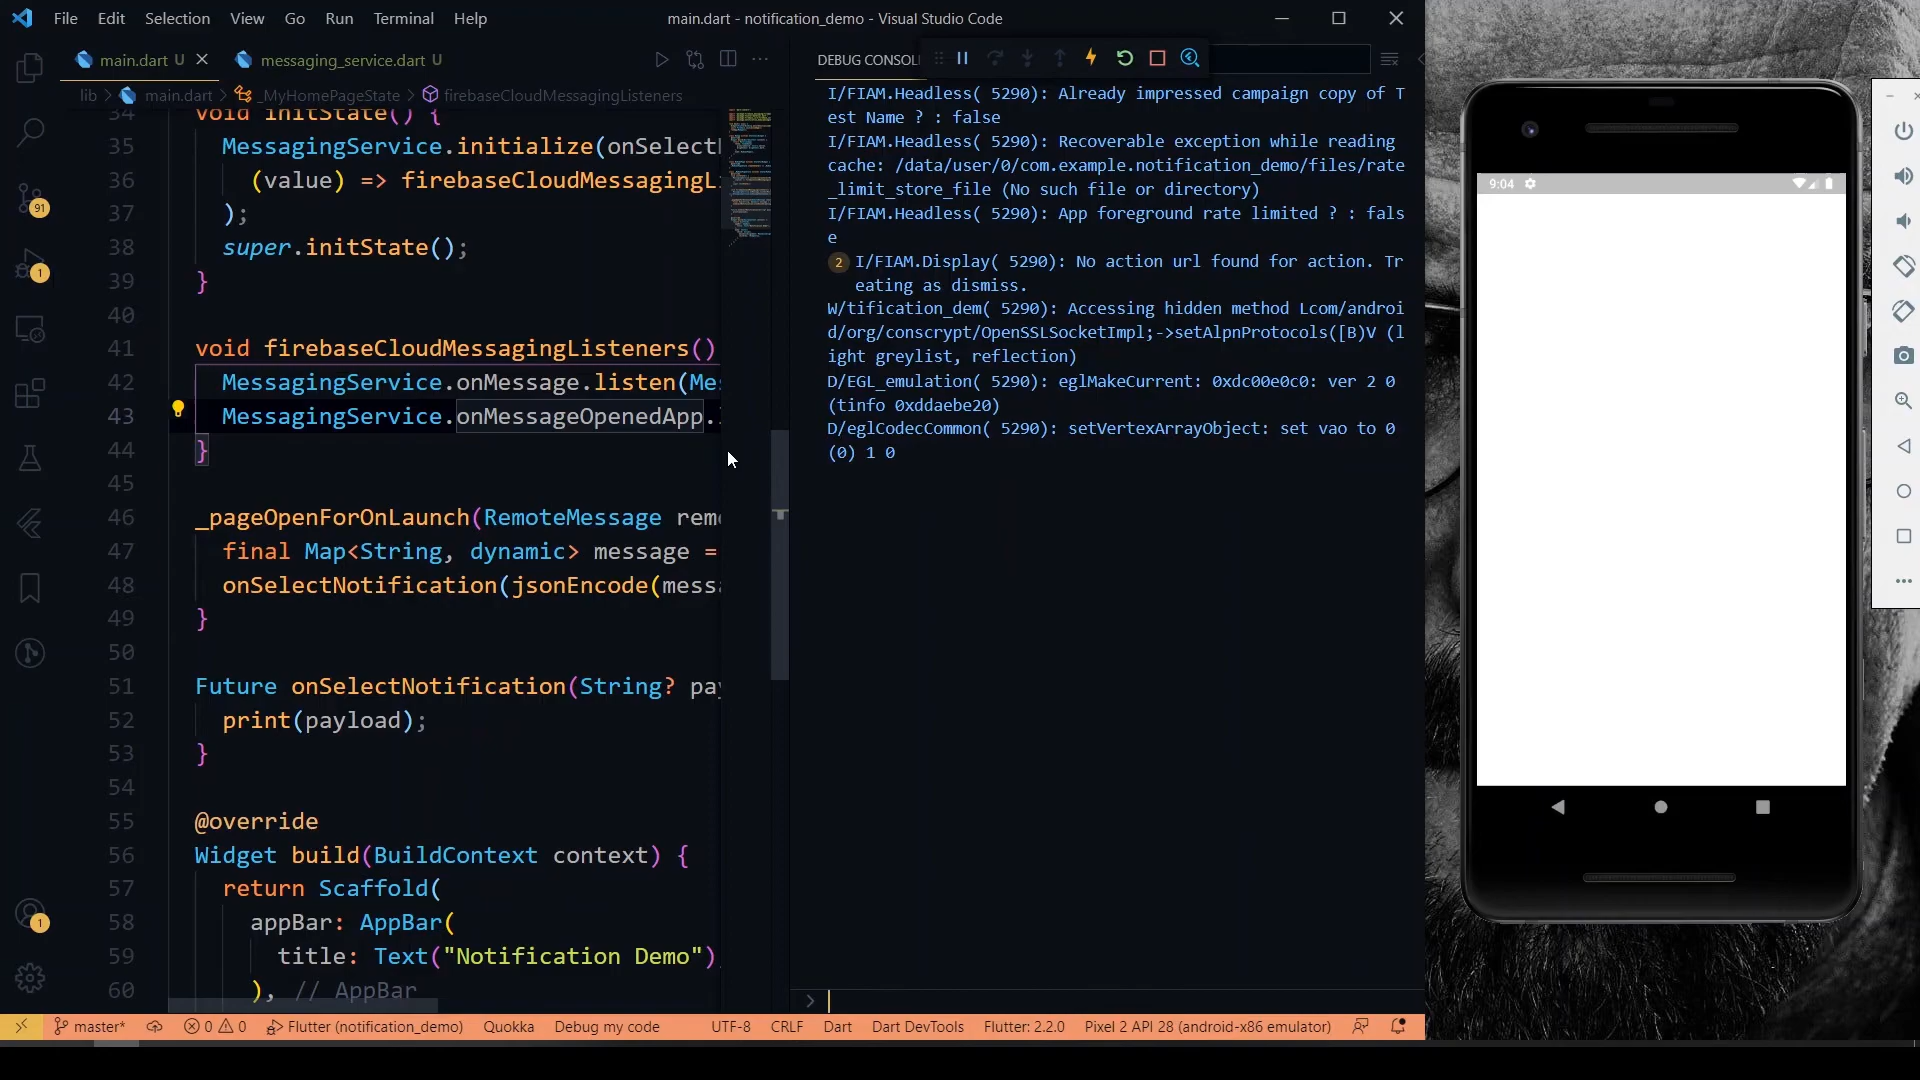 File Edit Selection View Go Run Terminal Help
main.dart - notification_demo - Visual Studio Code
main.dart U
messaging_service.dart U
lib > main.dart > _MyHomePageState > firebaseCloudMessagingListeners
34 void initState() {
35 MessagingService.initialize(onSelect
36 (value) => firebaseCloudMessagingL
37 );
38 super.initState();
39 }
40
41 void firebaseCloudMessagingListeners()
42 MessagingService.onMessage.listen(Me
43 MessagingService.onMessageOpenedApp.
44 }
45
46 _pageOpenForOnLaunch(RemoteMessage rem
47 final Map<String, dynamic> message =
48 onSelectNotification(jsonEncode(mess
49 }
50
51 Future onSelectNotification(String? pa
52 print(payload);
53 }
54
55 @override
56 Widget build(BuildContext context) {
57 return Scaffold(
58 appBar: AppBar(
59 title: Text("Notification Demo")
60 ), // AppBar
91
1
1
DEBUG CONSOL
I/FIAM.Headless( 5290): Already impressed campaign copy of T
est Name ? : false
I/FIAM.Headless( 5290): Recoverable exception while reading
cache: /data/user/0/com.example.notification_demo/files/rate
_limit_store_file (No such file or directory)
I/FIAM.Headless( 5290): App foreground rate limited ? : fals
e
2 I/FIAM.Display( 5290): No action url found for action. Tr
eating as dismiss.
W/tification_dem( 5290): Accessing hidden method Lcom/androi
d/org/conscrypt/OpenSSLSocketImpl;->setAlpnProtocols([B)V (l
ight greylist, reflection)
D/EGL_emulation( 5290): eglMakeCurrent: 0xdc00e0c0: ver 2 0
(tinfo 0xddaebe20)
D/eglCodecCommon( 5290): setVertexArrayObject: set vao to 0
(0) 1 0
9:04
master* 0 0 Flutter (notification_demo) Quokka Debug my code UTF-8 CRLF Dart Dart DevTools Flutter: 2.2.0 Pixel 2 API 28 (android-x86 emulator)